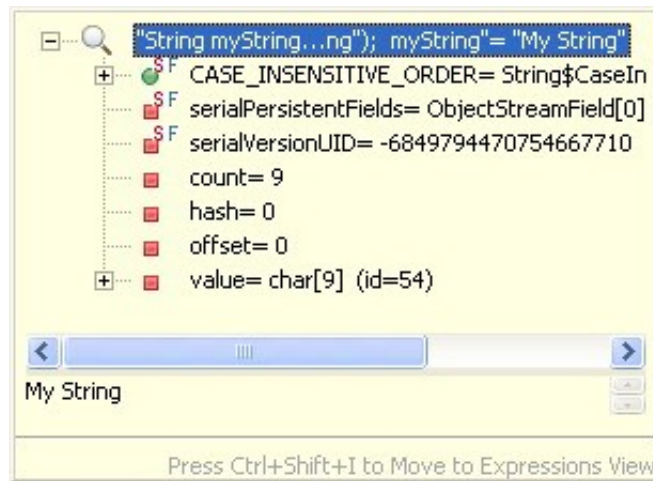 "String myString...ng");  myString"= "My String"
S F CASE_INSENSITIVE_ORDER= String$CaseIn
S F serialPersistentFields= ObjectStreamField[0]
S F serialVersionUID= -6849794470754667710
count= 9
hash= 0
offset= 0
value= char[9]  (id=54)
My String
Press Ctrl+Shift+I to Move to Expressions View